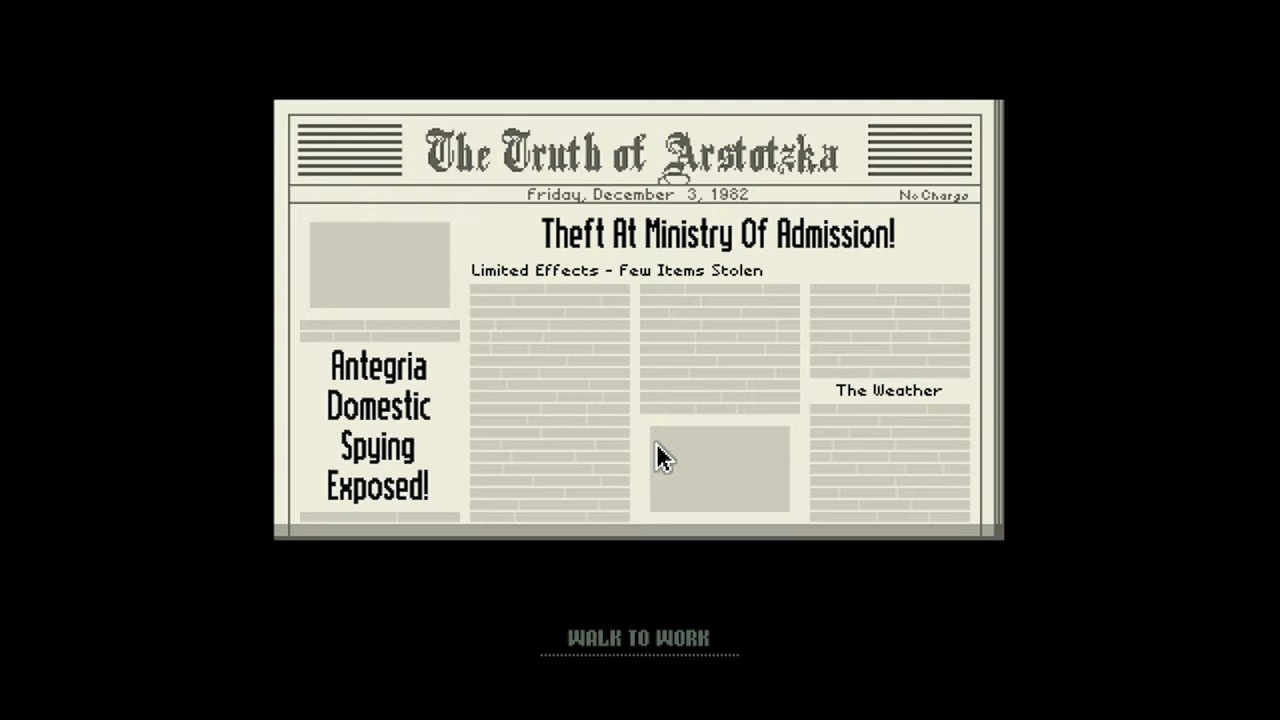 The Truth of Arstotzka
Friday, December 3, 1982
No Charge
Theft At Ministry Of Admission!
Limited Effects - Few Items Stolen
Antegria
Domestic
Spying
Exposed!
The Weather
WALK TO WORK